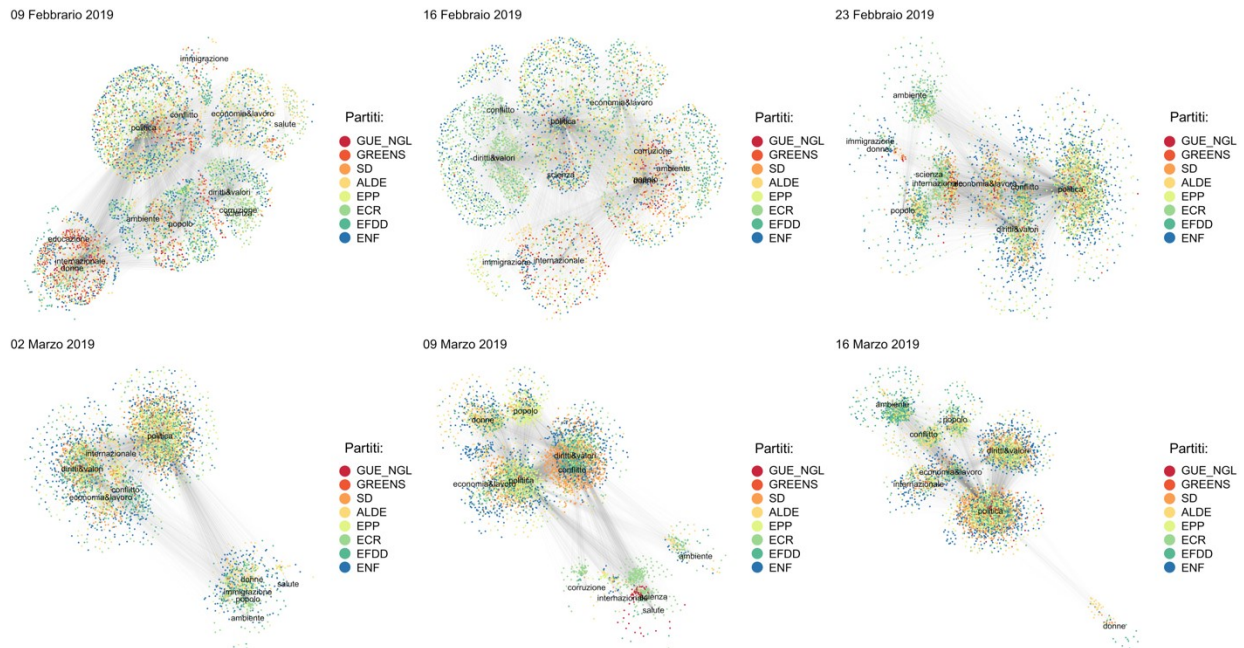 09 Febbrario 2019
immigrazione
conflitto
economia&lavoro
politica
salute
diritti&valori
corruzione
scienza
ambiente
popolo
educazione
internazionale
donne
Partiti:
GUE_NGL
GREENS
SD
ALDE
EPP
ECR
EFDD
ENF
16 Febbraio 2019
conflitto
economia&lavoro
politica
corruzione
diritti&valori
ambiente
scienza
popolo
immigrazione
internazionale
Partiti:
GUE_NGL
GREENS
SD
ALDE
EPP
ECR
EFDD
ENF
23 Febbraio 2019
ambiente
immigrazione
donne
scienza
internazionale
economia&lavoro
conflitto
politica
popolo
diritti&valori
Partiti:
GUE_NGL
GREENS
SD
ALDE
EPP
ECR
EFDD
ENF
02 Marzo 2019
politica
internazionale
diritti&valori
conflitto
economia&lavoro
donne
salute
immigrazione
popolo
ambiente
Partiti:
GUE_NGL
GREENS
SD
ALDE
EPP
ECR
EFDD
ENF
09 Marzo 2019
popolo
donne
diritti&valori
conflitto
politica
economia&lavoro
ambiente
corruzione
internazionale
scienza
salute
Partiti:
GUE_NGL
GREENS
SD
ALDE
EPP
ECR
EFDD
ENF
16 Marzo 2019
ambiente
popolo
conflitto
diritti&valori
economia&lavoro
internazionale
politica
donne
Partiti:
GUE_NGL
GREENS
SD
ALDE
EPP
ECR
EFDD
ENF